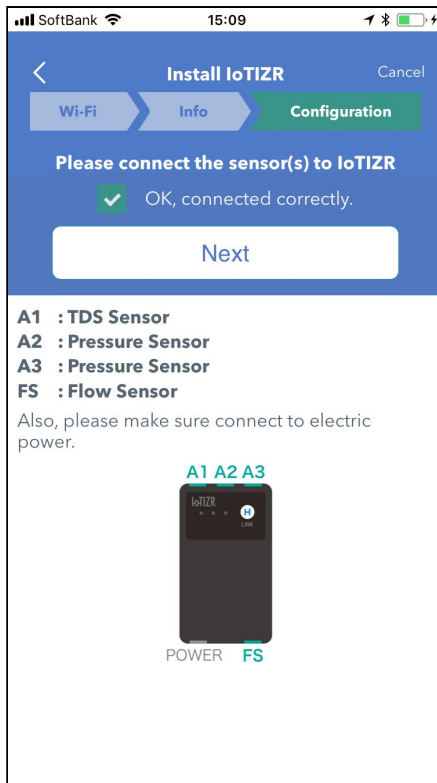 SoftBank 15:09
Install IoTIZR Cancel
Wi-Fi Info Configuration
Please connect the sensor(s) to IoTIZR
OK, connected correctly.
Next
A1 : TDS Sensor
A2 : Pressure Sensor
A3 : Pressure Sensor
FS : Flow Sensor
Also, please make sure connect to electric
power.
A1 A2 A3
IoTIZR
H
LINK
POWER FS